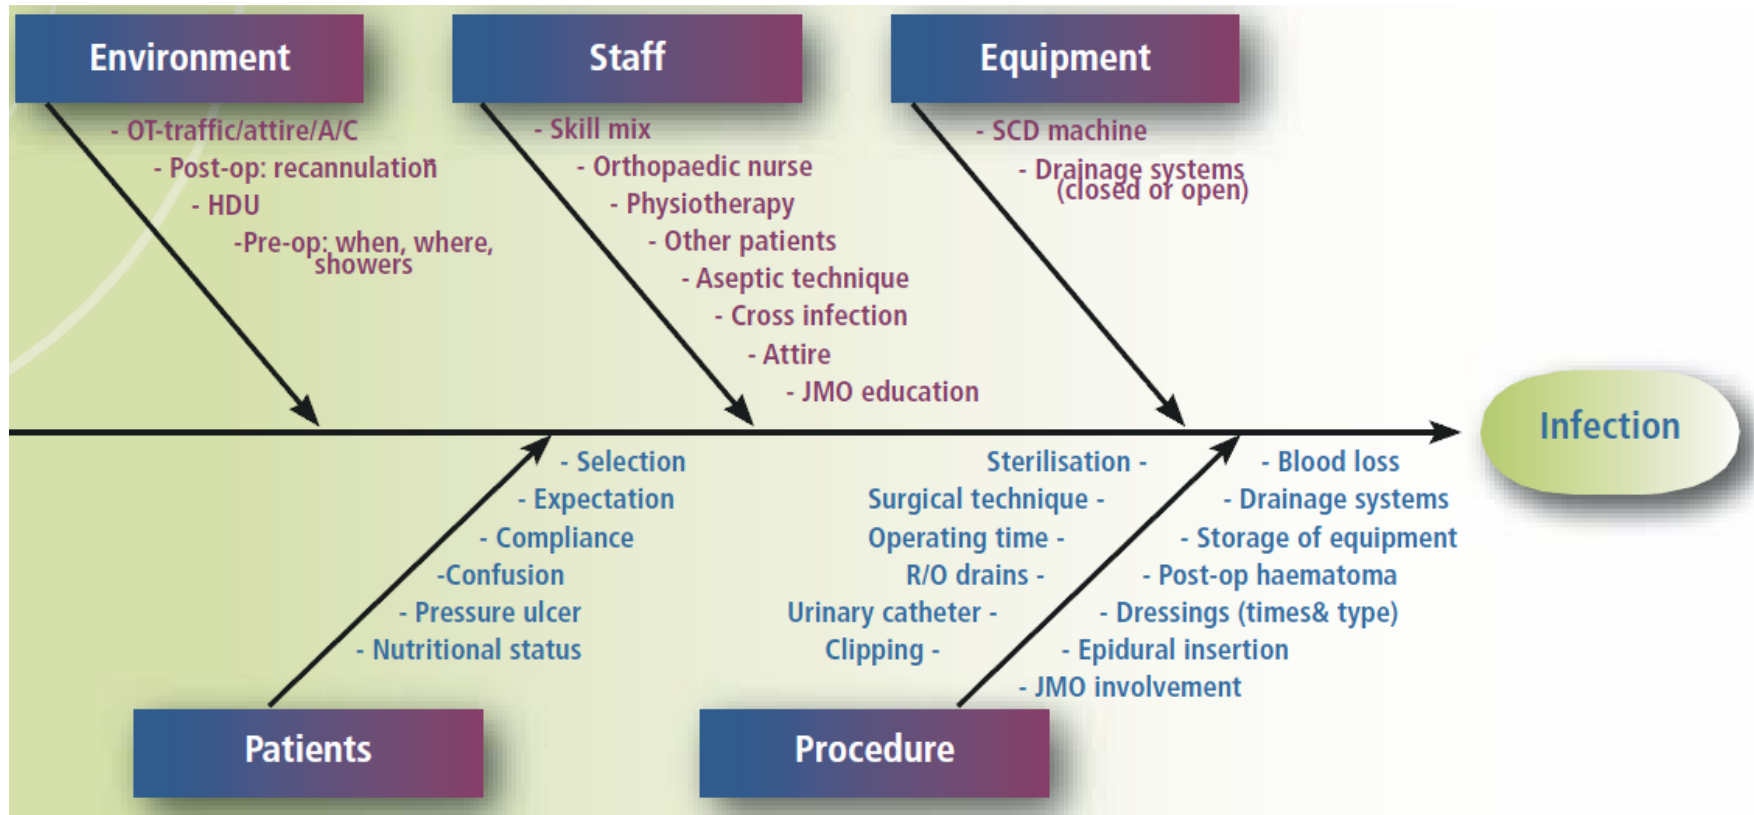 Environment
- OT-traffic/attire/A/C
- Post-op: recannulation
- HDU
-Pre-op: when, where,
showers
Staff
- Skill mix
- Orthopaedic nurse
- Physiotherapy
- Other patients
- Aseptic technique
- Cross infection
- Attire
- JMO education
Equipment
- SCD machine
- Drainage systems
(closed or open)
Infection
- Selection
- Expectation
- Compliance
-Confusion
- Pressure ulcer
- Nutritional status
Patients
Sterilisation -
Surgical technique -
Operating time -
R/O drains -
Urinary catheter -
Clipping -
- Blood loss
- Drainage systems
- Storage of equipment
- Post-op haematoma
- Dressings (times& type)
- Epidural insertion
- JMO involvement
Procedure